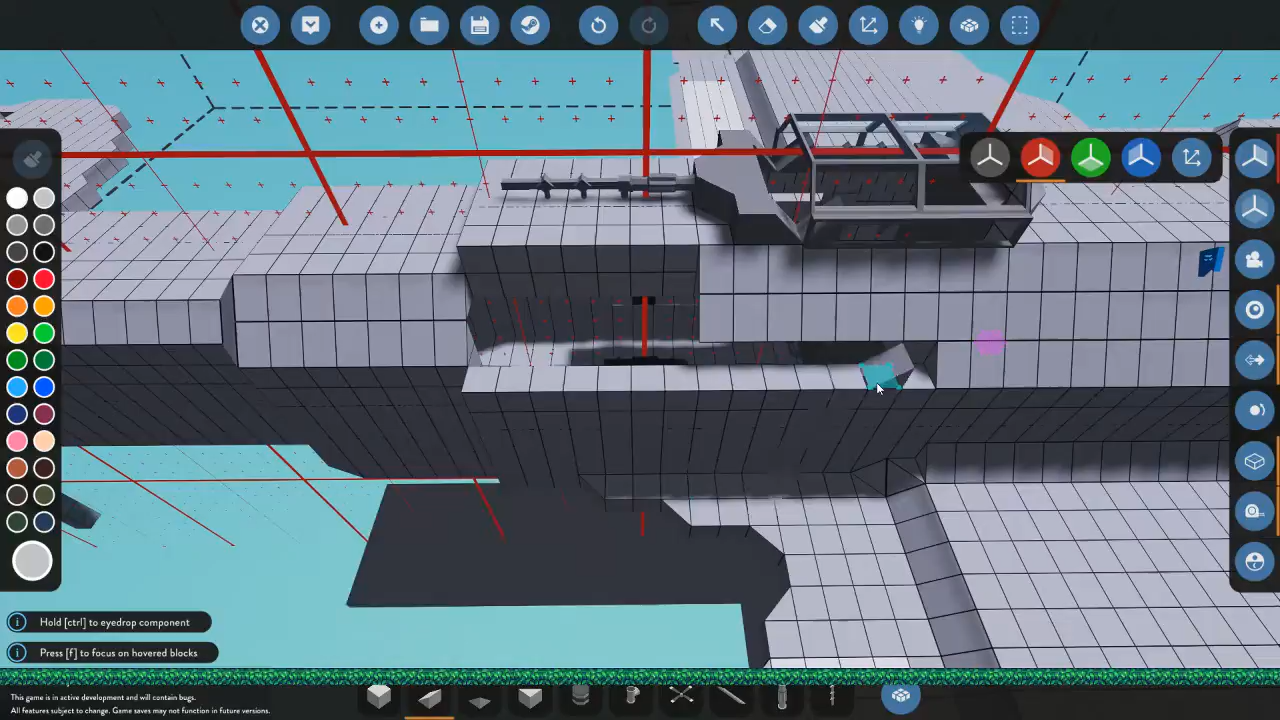 Hold [ctrl] to eyedrop component
Press [f] to focus on hovered blocks
This game is in active development and will contain bugs.
All features subject to change. Game saves may not function in future versions.